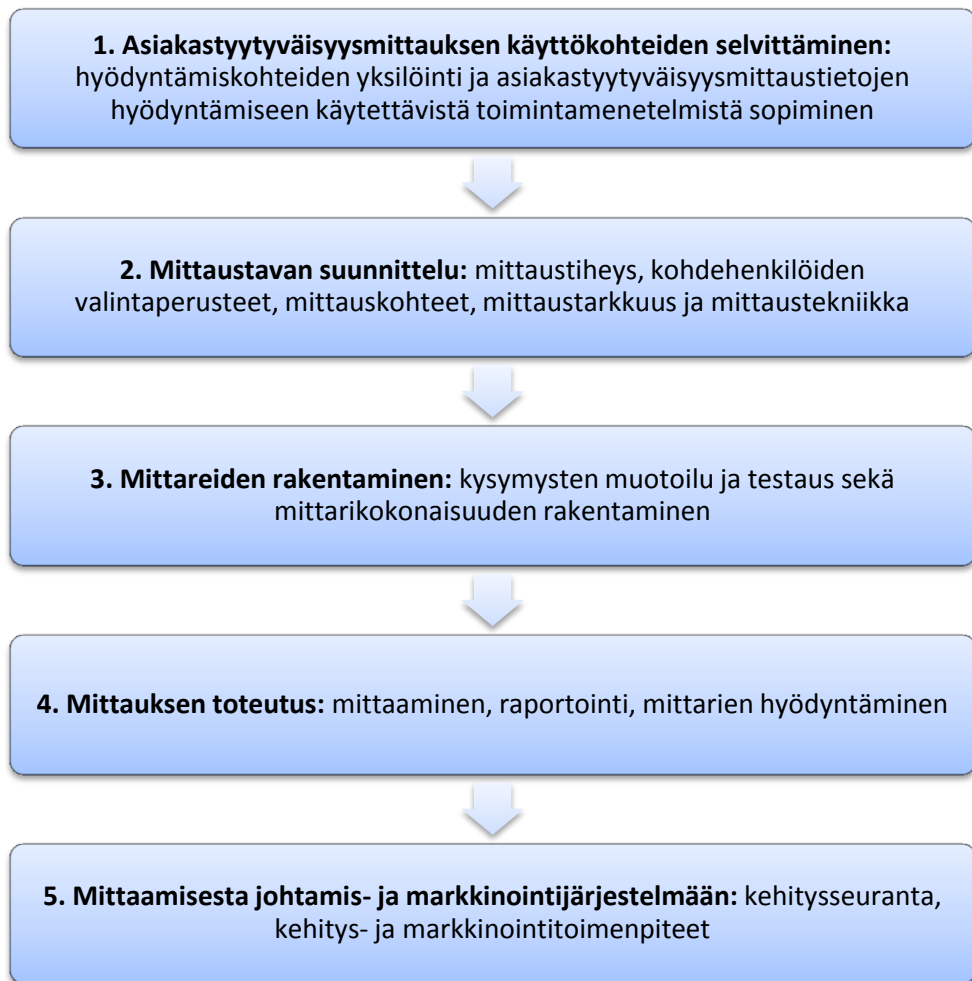 1. Asiakastyytyväisyysmittauksen käyttökohteiden selvittäminen:
hyödyntämiskohteiden yksilöinti ja asiakastyytyväisyysmittaustietojen
hyödyntämiseen käytettävistä toimintamenetelmistä sopiminen
2. Mittaustavan suunnittelu: mittaustiheys, kohdehenkilöiden
valintaperusteet, mittauskohteet, mittaustarkkuus ja mittaustekniikka
3. Mittareiden rakentaminen: kysymysten muotoilu ja testaus sekä
mittarikokonaisuuden rakentaminen
4. Mittauksen toteutus: mittaaminen, raportointi, mittarien hyödyntäminen
5. Mittaamisesta johtamis- ja markkinointijärjestelmään: kehitysseuranta,
kehitys- ja markkinointitoimenpiteet